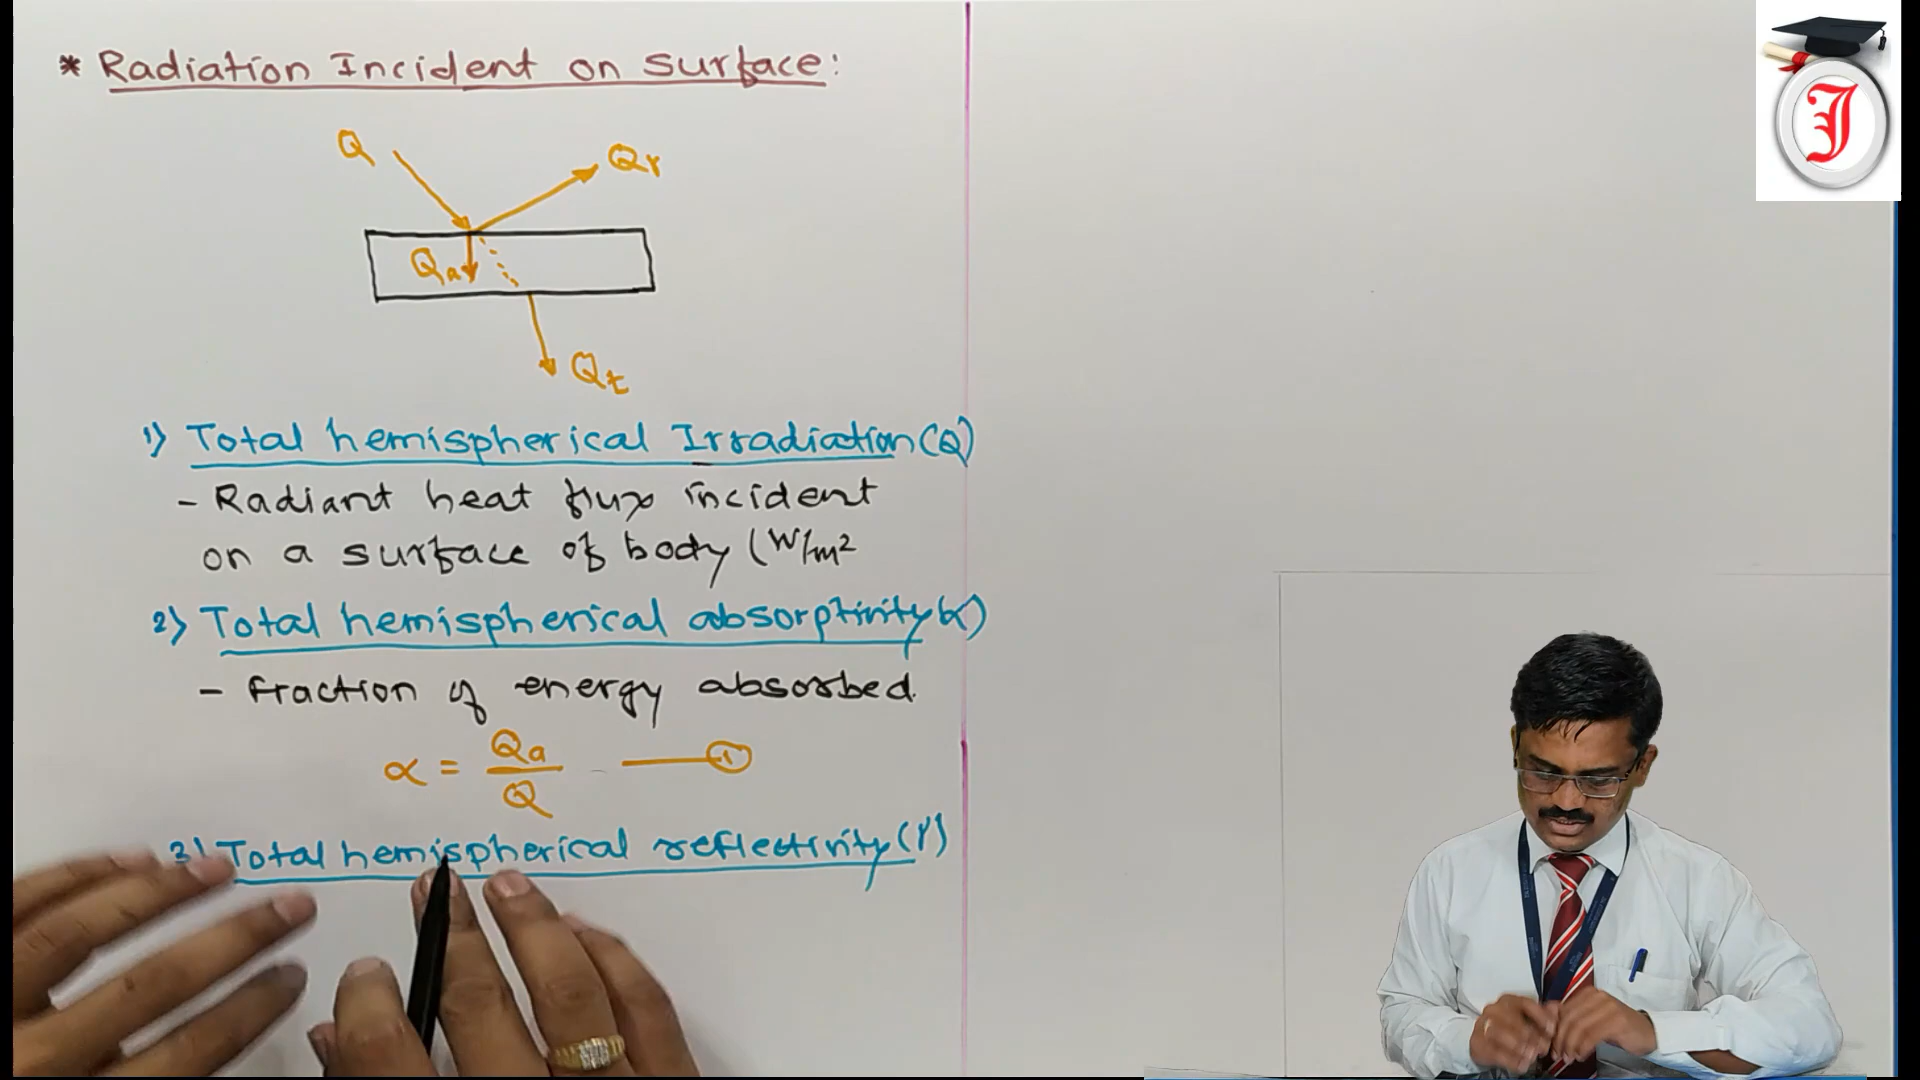 * Radiation Incident on surface:
Q
Qr
Qa
Qt
1) Total hemispherical Irradiation (Q)
- Radiant heat flux incident
on a surface of body (W/m²
2) Total hemispherical absorptivity (α)
- fraction of energy absorbed.
α = Qa/Q ——①
3) Total hemispherical reflectivity (ρ)
J